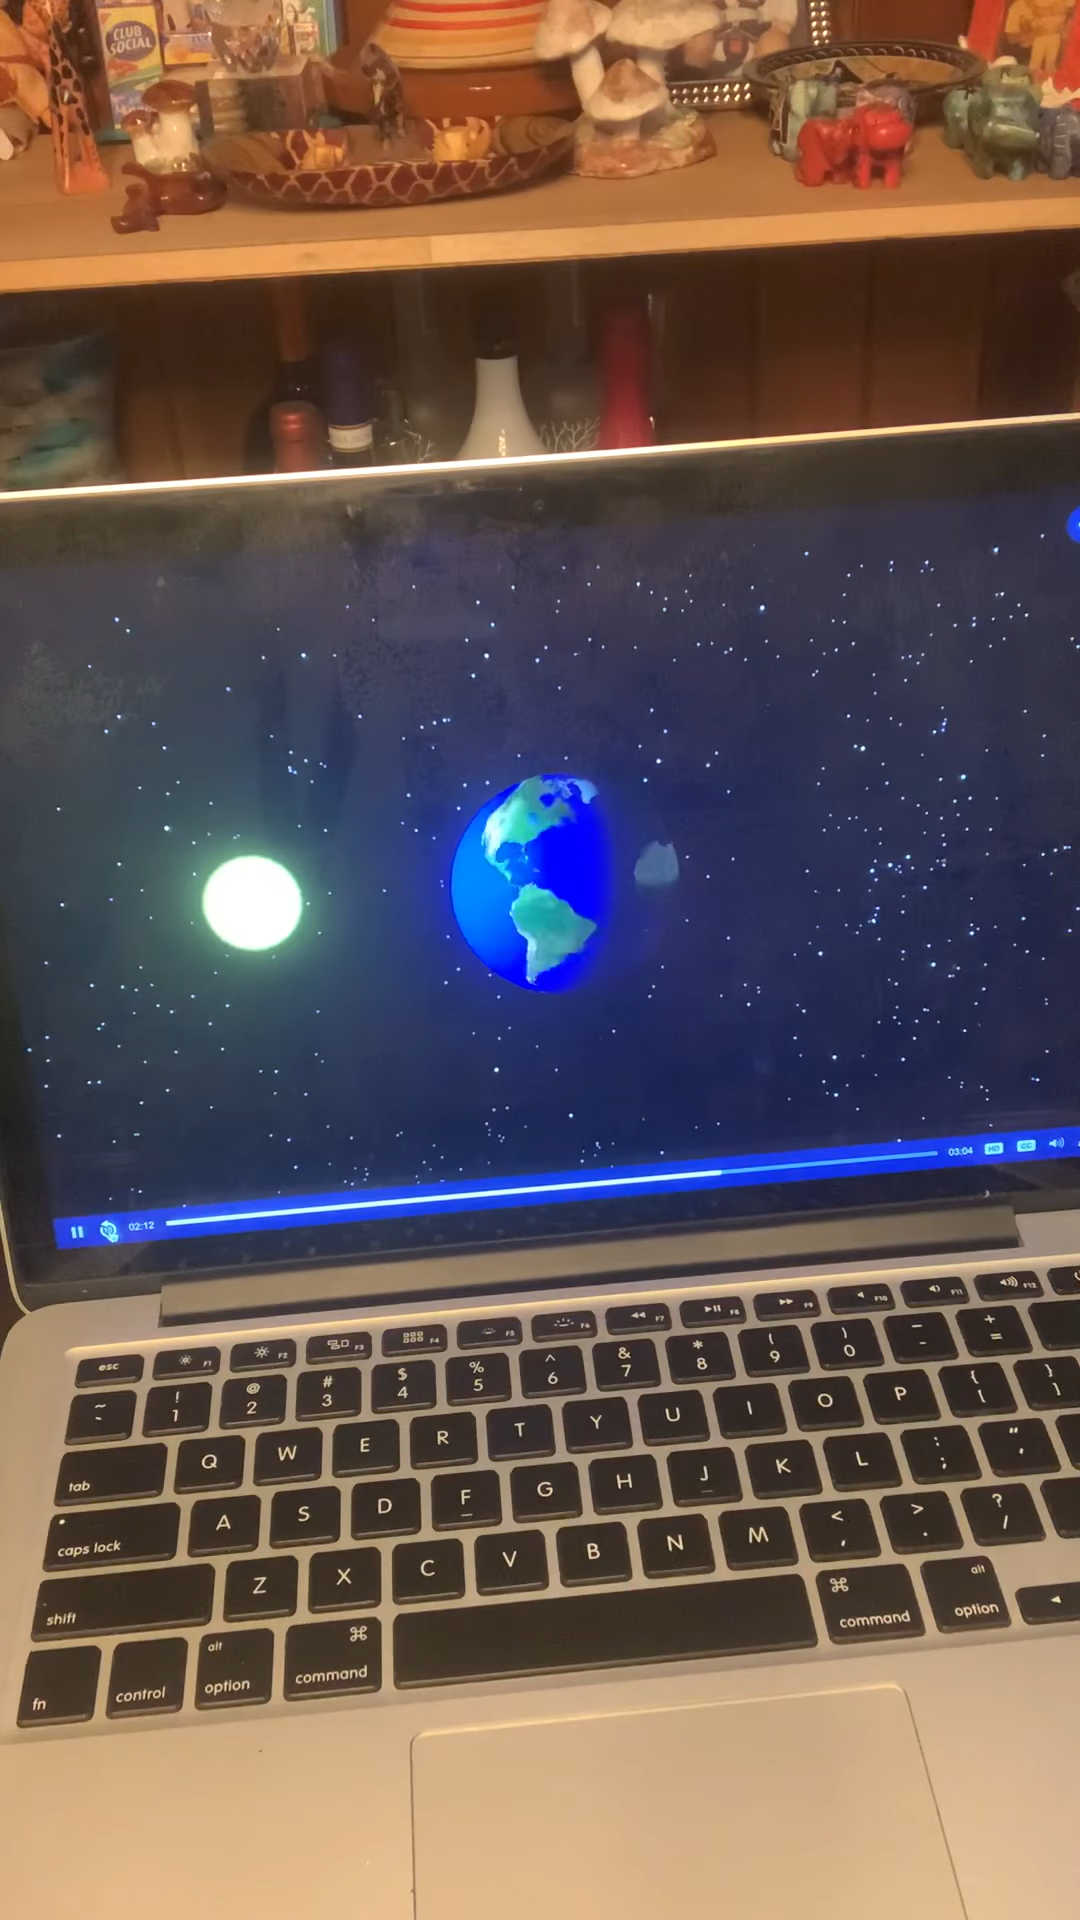 CLUB
SOCIAL
03:04 HD CC
02:12
esc F1 F2 F3 F4 F5 F6 F7 F8 F9 F10 F11 F12
~ ! @ # $ % ^ & * ( ) _ +
` 1 2 3 4 5 6 7 8 9 0 - =
tab Q W E R T Y U I O P { [ } ]
caps lock A S D F G H J K L : ; " '
shift Z X C V B N M < , > . ? /
fn control alt option ⌘ command ⌘ command alt option